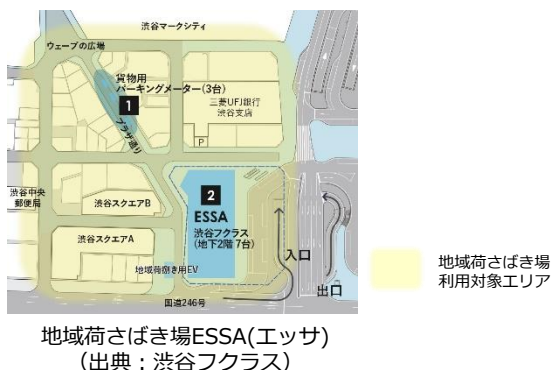 渋谷マークシティ
ウェーブの広場
貨物用
パーキングメーター(3台)
1
三菱UFJ銀行
渋谷支店
プラザ通り
P
渋谷中央
郵便局
渋谷スクエアB
2
ESSA
渋谷フクラス
(地下2階 7台)
渋谷スクエアA
地域荷捌き用EV
入口
出口
国道246号
地域荷さばき場
利用対象エリア
地域荷さばき場ESSA(エッサ)
(出典：渋谷フクラス)